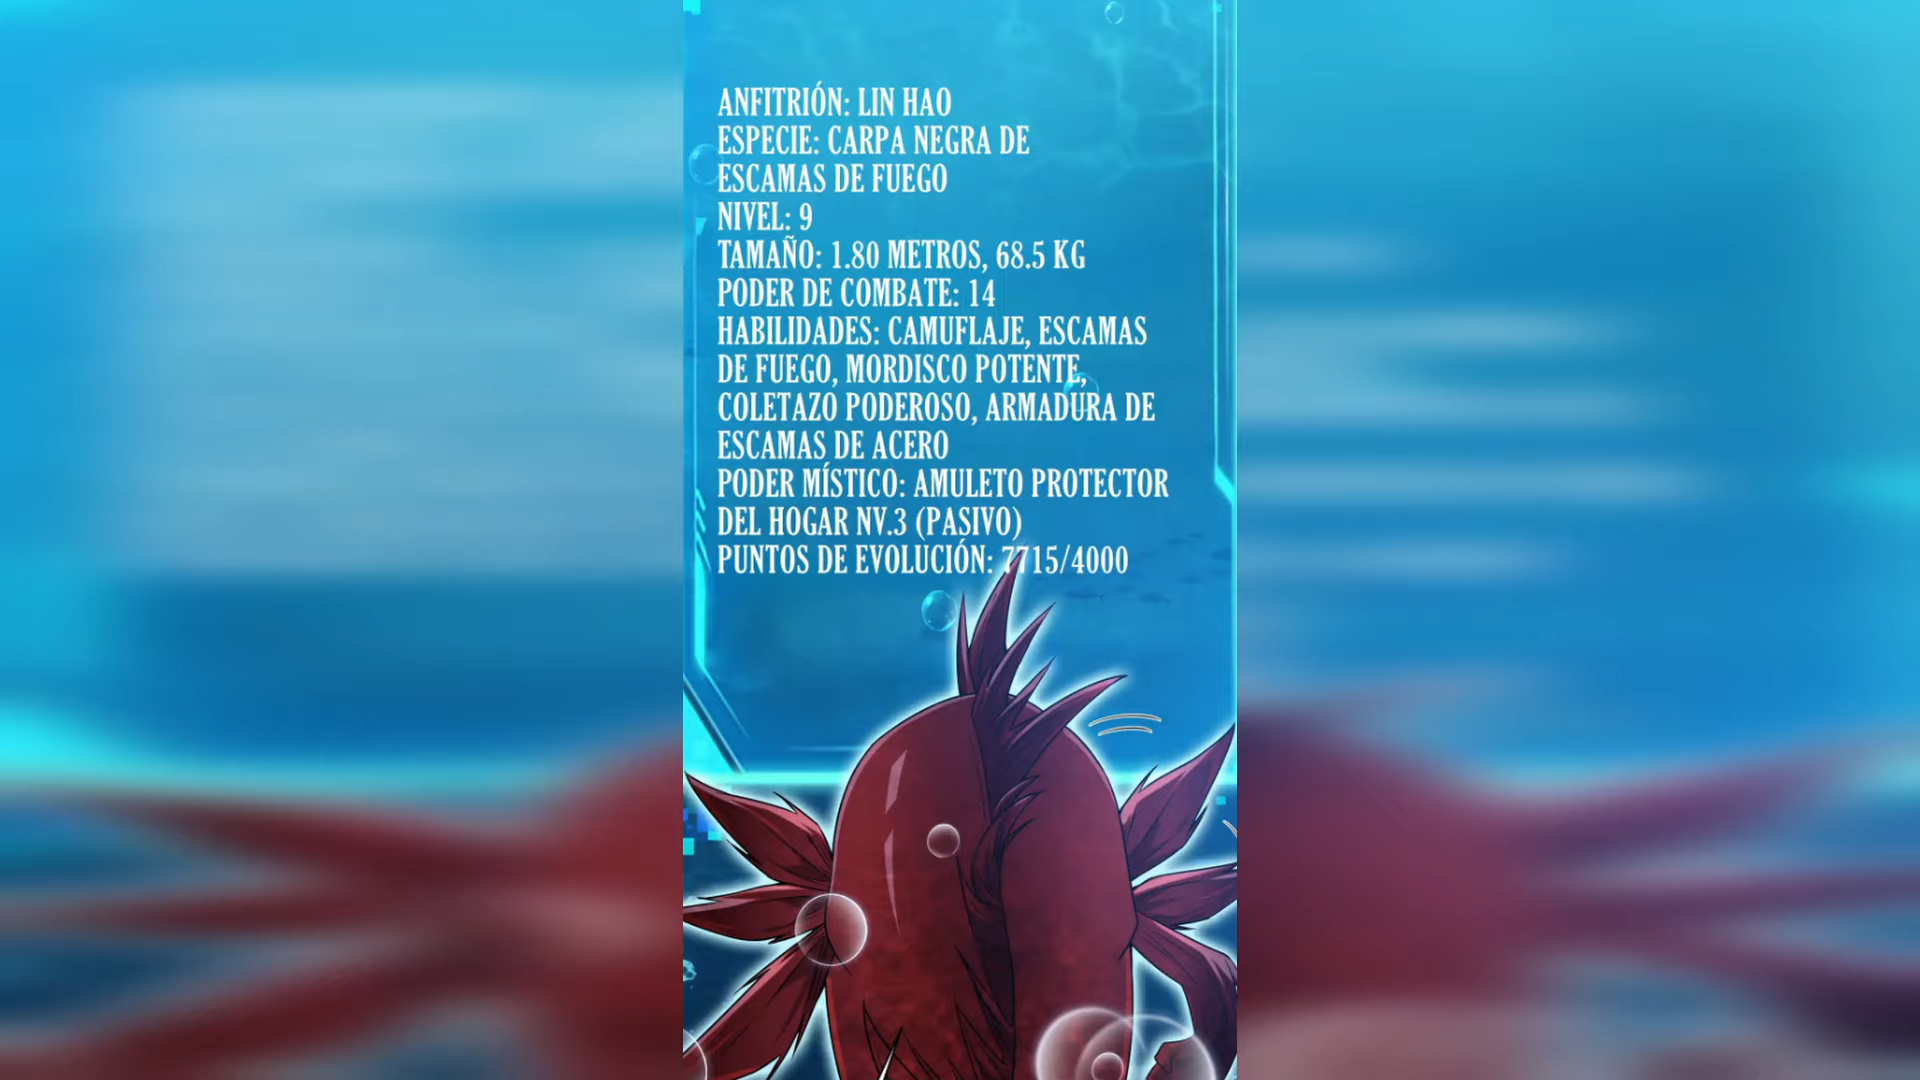 ANFITRIÓN: LIN HAO
ESPECIE: CARPA NEGRA DE
ESCAMAS DE FUEGO
NIVEL: 9
TAMAÑO: 1.80 METROS, 68.5 KG
PODER DE COMBATE: 14
HABILIDADES: CAMUFLAJE, ESCAMAS
DE FUEGO, MORDISCO POTENTE,
COLETAZO PODEROSO, ARMADURA DE
ESCAMAS DE ACERO
PODER MÍSTICO: AMULETO PROTECTOR
DEL HOGAR NV.3 (PASIVO)
PUNTOS DE EVOLUCIÓN: 7715/4000